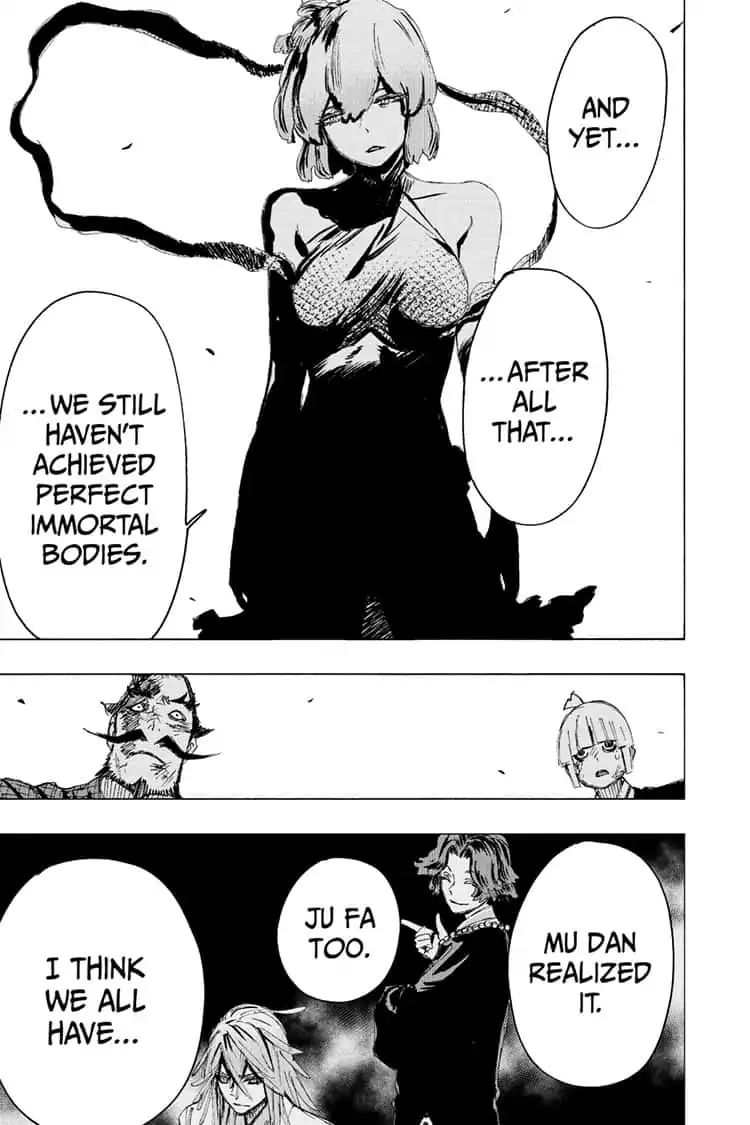 AND
YET...
...AFTER
ALL
THAT...
...WE STILL
HAVEN'T
ACHIEVED
PERFECT
IMMORTAL
BODIES.
MU DAN
REALIZED
IT.
JU FA
TOO.
I THINK
WE ALL
HAVE...